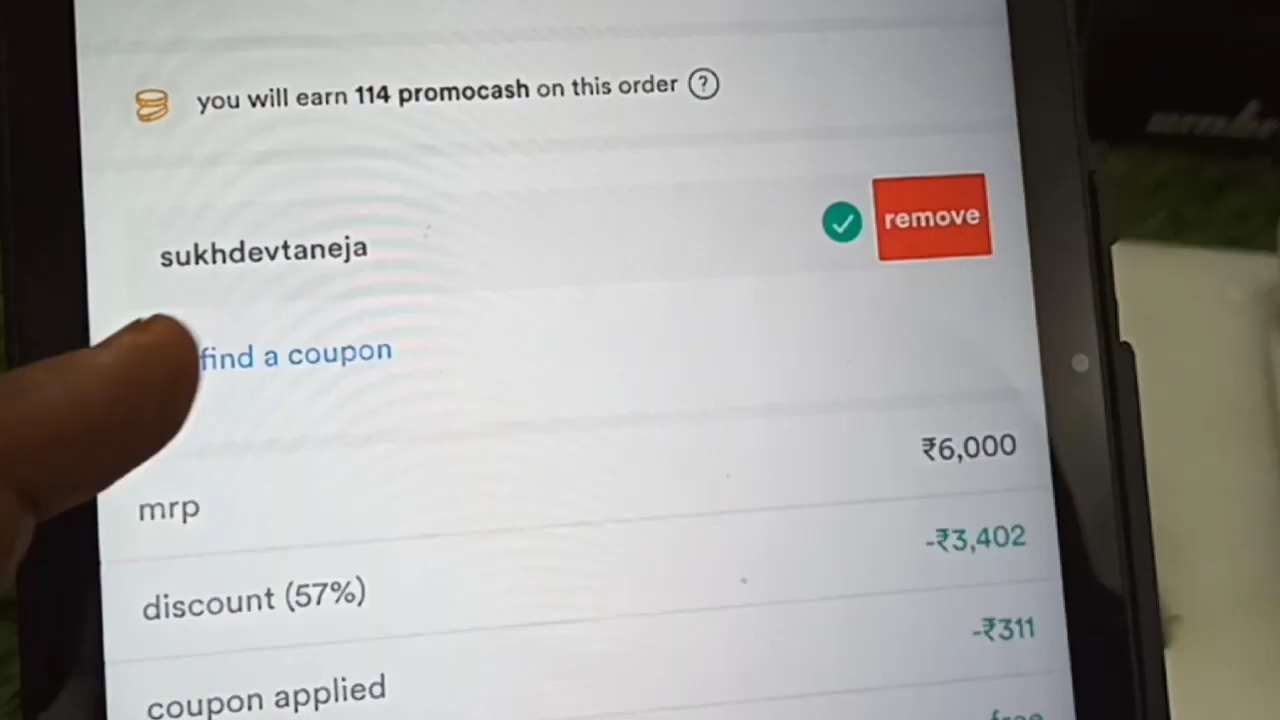 you will earn 114 promocash on this order ?
sukhdevtaneja
remove
find a coupon
mrp ₹6,000
discount (57%) -₹3,402
coupon applied -₹311
free